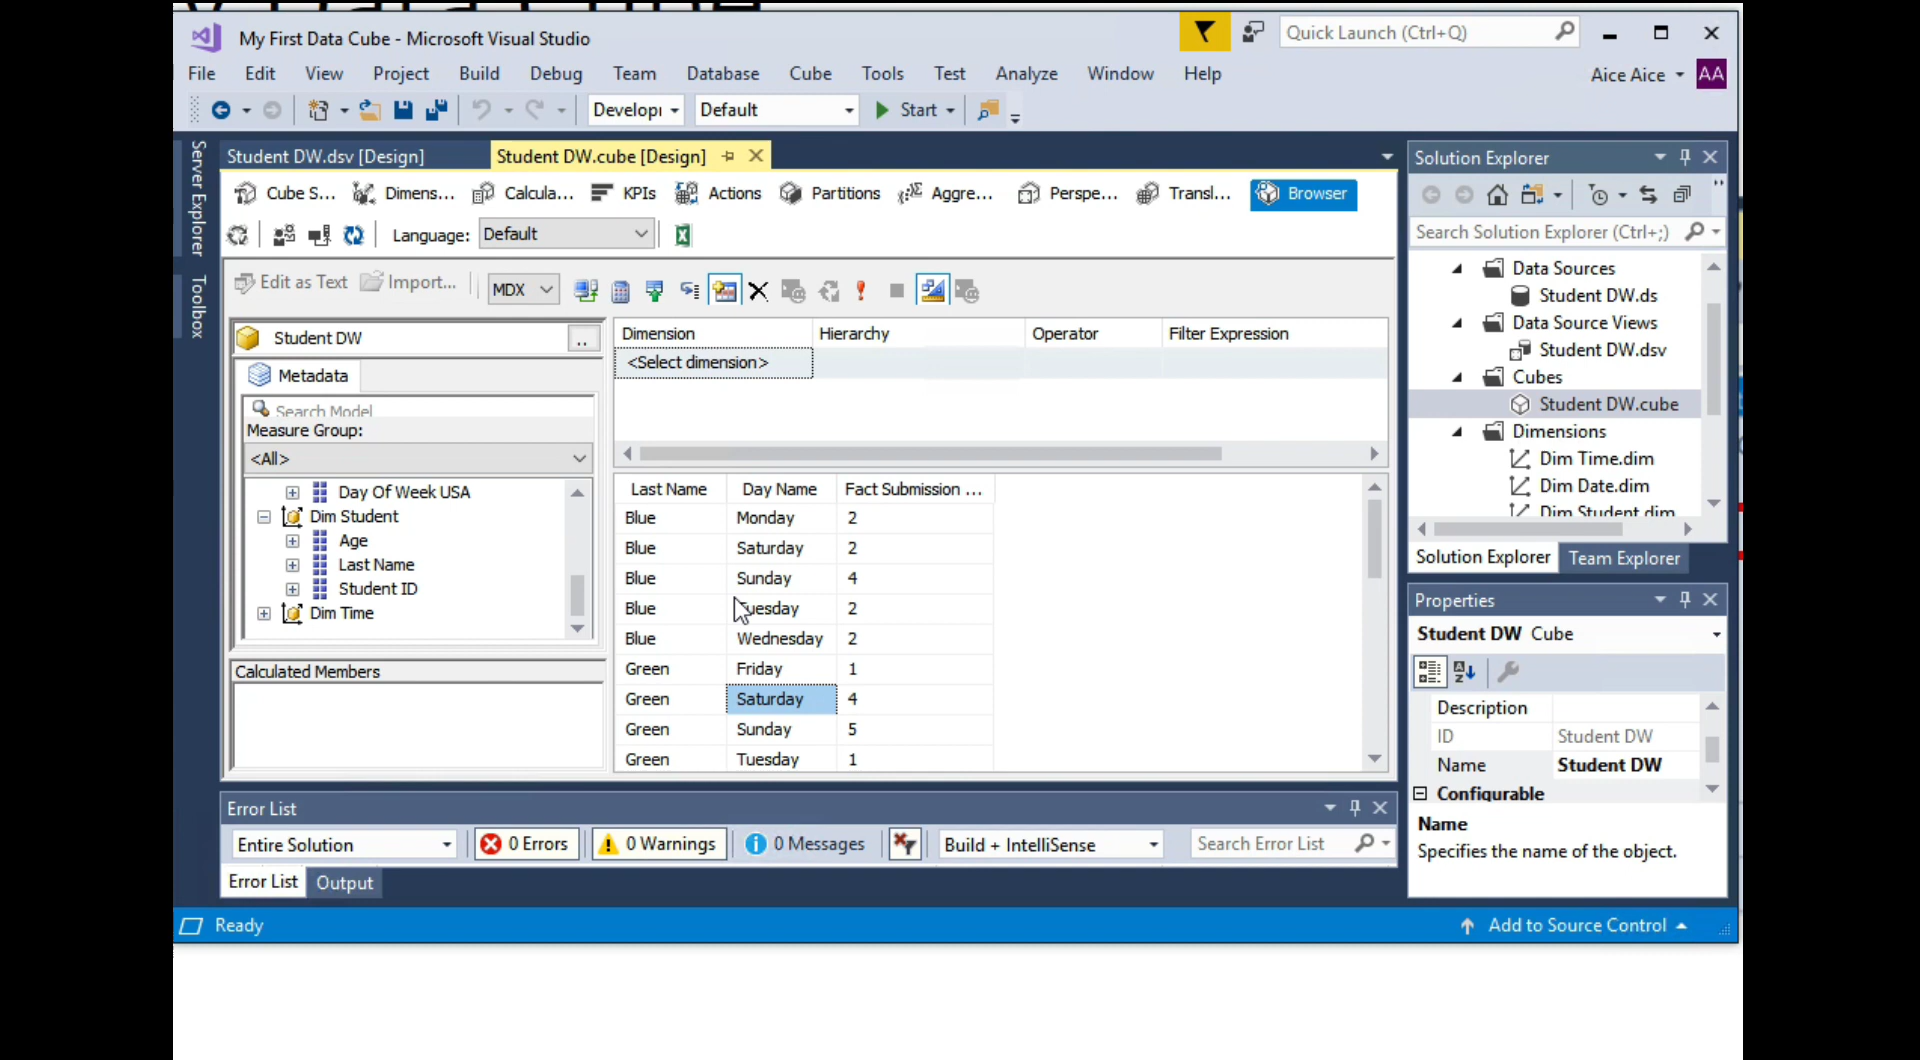 My First Data Cube - Microsoft Visual Studio
Quick Launch (Ctrl+Q)
File Edit View Project Build Debug Team Database Cube Tools Test Analyze Window Help
Aice Aice AA
Developi Default Start
Server Explorer
Toolbox
Student DW.dsv [Design]
Student DW.cube [Design]
Cube S... Dimens... Calcula... KPIs Actions Partitions Aggre... Perspe... Transl... Browser
Language: Default
Edit as Text Import... MDX
Student DW ..
Metadata
Search Model
Measure Group:
<All>
Day Of Week USA
Dim Student
Age
Last Name
Student ID
Dim Time
Calculated Members
Dimension Hierarchy Operator Filter Expression
<Select dimension>
Last Name Day Name Fact Submission ...
Blue Monday 2
Blue Saturday 2
Blue Sunday 4
Blue Tuesday 2
Blue Wednesday 2
Green Friday 1
Green Saturday 4
Green Sunday 5
Green Tuesday 1
Error List
Entire Solution 0 Errors 0 Warnings 0 Messages Build + IntelliSense Search Error List
Error List Output
Solution Explorer
Search Solution Explorer (Ctrl+;)
Data Sources
Student DW.ds
Data Source Views
Student DW.dsv
Cubes
Student DW.cube
Dimensions
Dim Time.dim
Dim Date.dim
Dim Student.dim
Solution Explorer Team Explorer
Properties
Student DW Cube
Description
ID Student DW
Name Student DW
Configurable
Name
Specifies the name of the object.
Ready
Add to Source Control